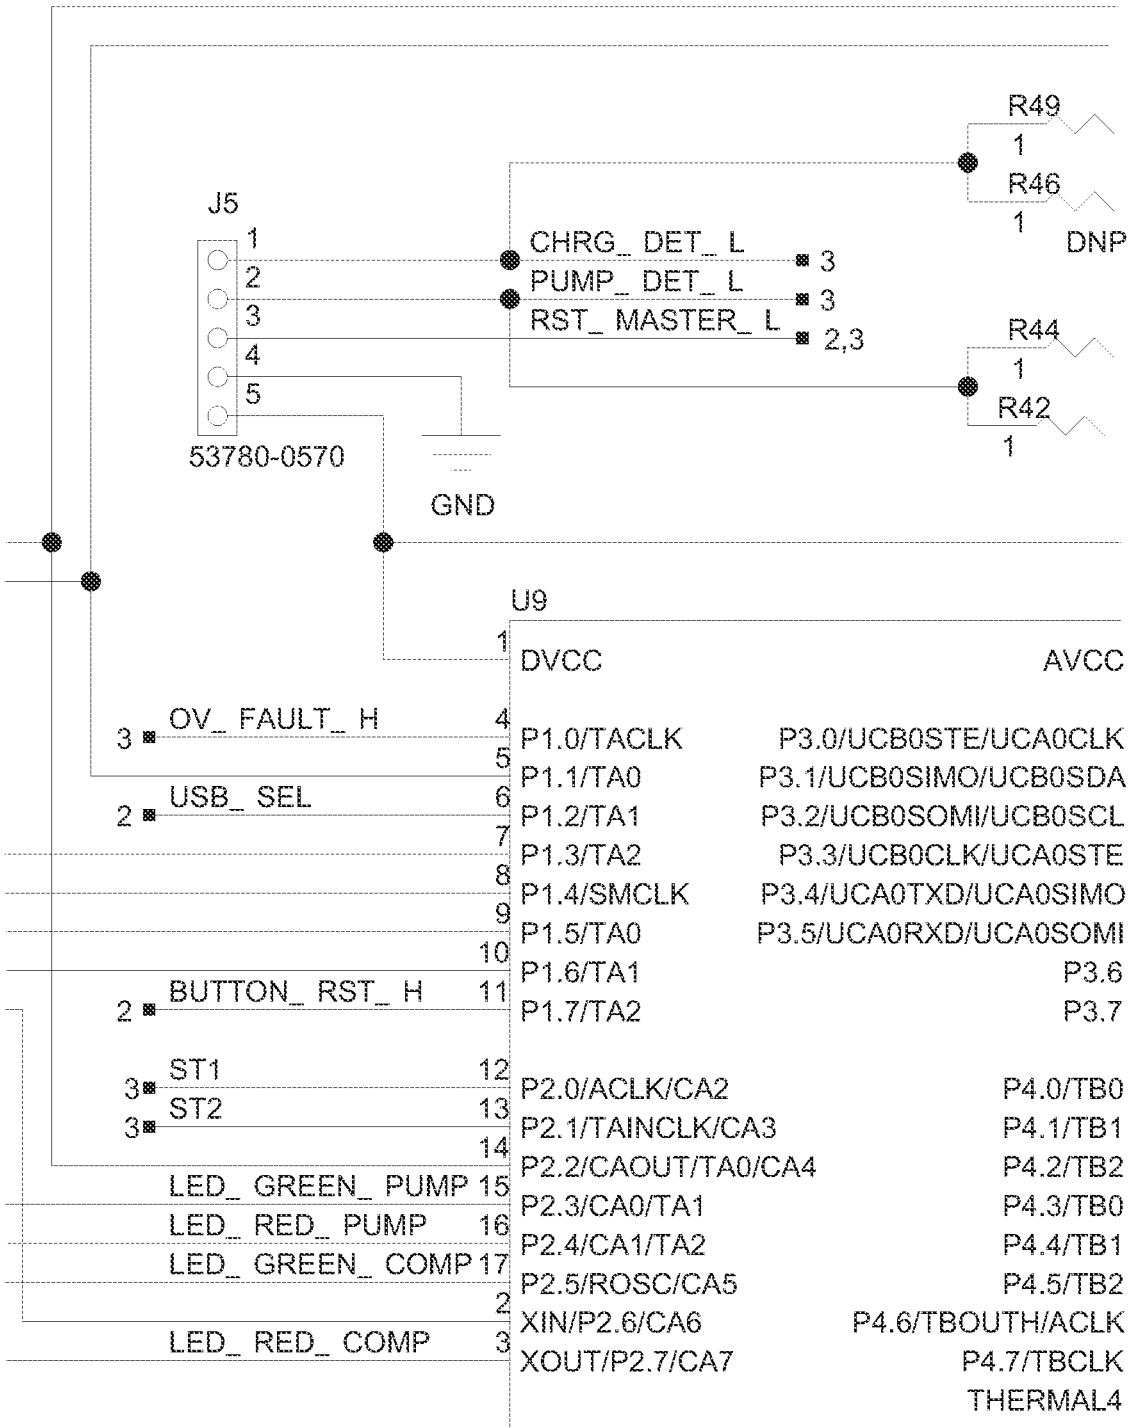 R49
1
R46
1
DNP
J5
1
CHRG_ DET_ L
3
2
PUMP_ DET_ L
3
3
RST_ MASTER_ L
2,3
4
5
R44
1
R42
1
53780-0570
GND
U9
1
DVCC AVCC
OV_ FAULT_ H
3
4
P1.0/TACLK P3.0/UCB0STE/UCA0CLK
5
P1.1/TA0 P3.1/UCB0SIMO/UCB0SDA
USB_ SEL
2
6
P1.2/TA1 P3.2/UCB0SOMI/UCB0SCL
7
P1.3/TA2 P3.3/UCB0CLK/UCA0STE
8
P1.4/SMCLK P3.4/UCA0TXD/UCA0SIMO
9
P1.5/TA0 P3.5/UCA0RXD/UCA0SOMI
10
P1.6/TA1 P3.6
BUTTON_ RST_ H 11
2
P1.7/TA2 P3.7
ST1 12
3
P2.0/ACLK/CA2 P4.0/TB0
ST2 13
3
P2.1/TAINCLK/CA3 P4.1/TB1
14
P2.2/CAOUT/TA0/CA4 P4.2/TB2
LED_ GREEN_ PUMP 15
P2.3/CA0/TA1 P4.3/TB0
LED_ RED_ PUMP 16
P2.4/CA1/TA2 P4.4/TB1
LED_ GREEN_ COMP 17
P2.5/ROSC/CA5 P4.5/TB2
2
XIN/P2.6/CA6 P4.6/TBOUTH/ACLK
LED_ RED_ COMP 3
XOUT/P2.7/CA7 P4.7/TBCLK
THERMAL4